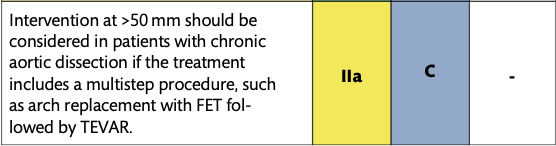 Intervention at >50 mm should be
considered in patients with chronic
aortic dissection if the treatment
includes a multistep procedure, such
as arch replacement with FET fol-
lowed by TEVAR.
IIa
C
-